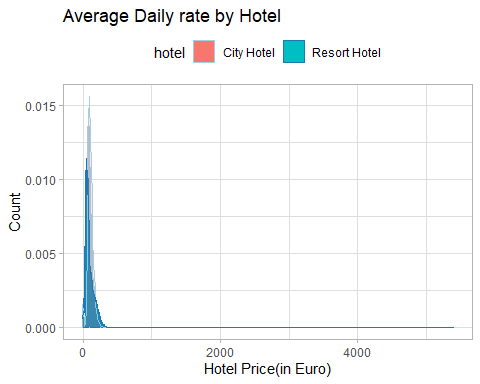 Average Daily rate by Hotel
hotel City Hotel Resort Hotel
0.015
0.010
0.005
0.000
Count
0 2000 4000
Hotel Price(in Euro)